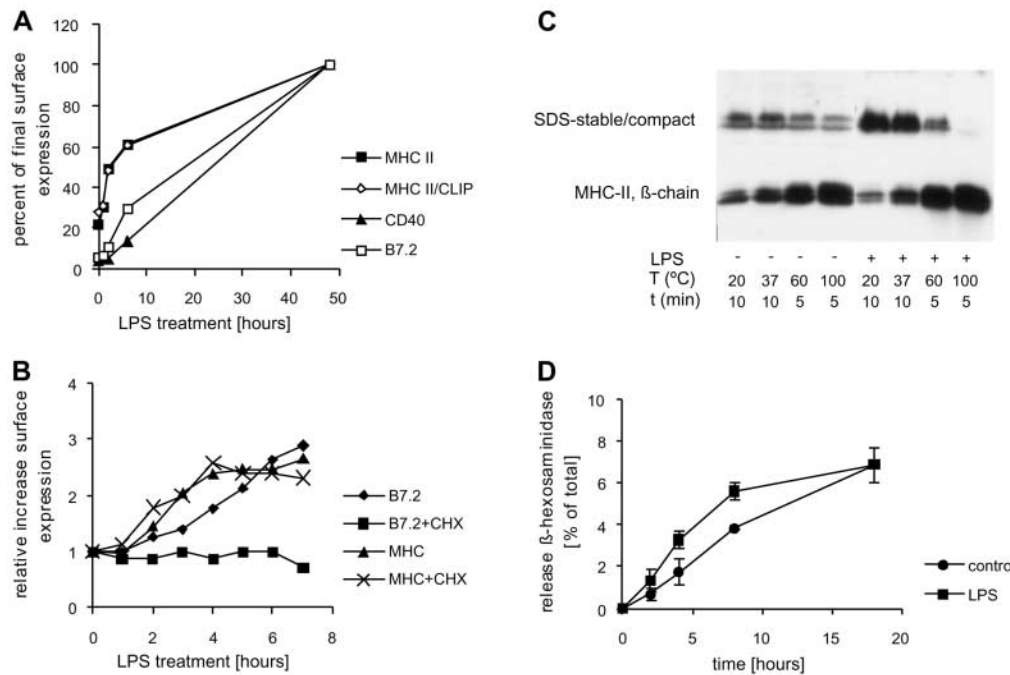 A
percent of final surface
expression
120
100
80
60
40
20
0
0 10 20 30 40 50
LPS treatment [hours]
MHC II
MHC II/CLIP
CD40
B7.2
B
relative increase surface
expression
4
3
2
1
0
0 2 4 6 8
LPS treatment [hours]
B7.2
B7.2+CHX
MHC
MHC+CHX
C
SDS-stable/compact
MHC-II, ß-chain
LPS - - - - + + + +
T (ºC) 20 37 60 100 20 37 60 100
t (min) 10 10 5 5 10 10 5 5
D
release ß-hexosaminidase
[% of total]
10
8
6
4
2
0
0 5 10 15 20
time [hours]
control
LPS